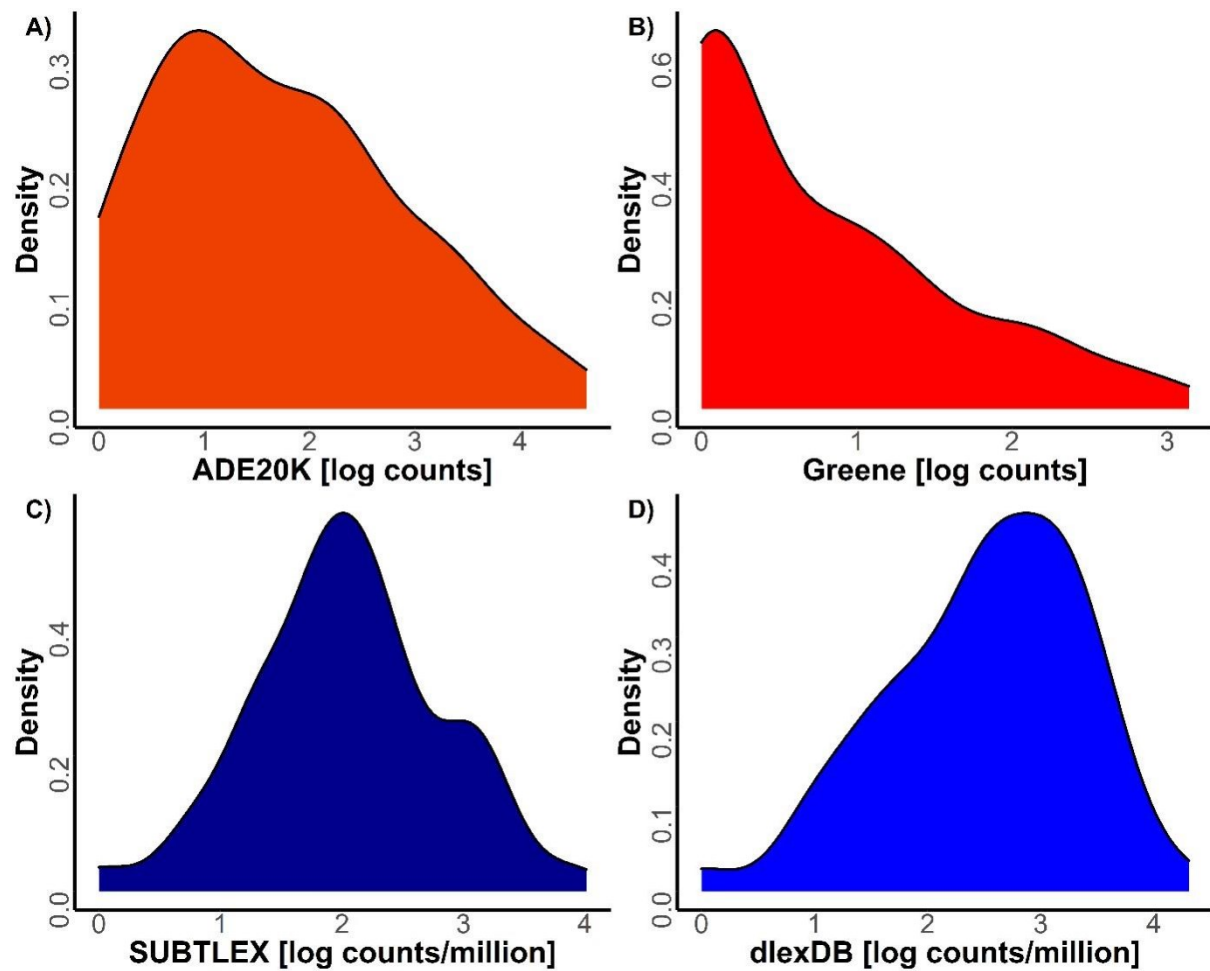 A)
Density
0.0
0.1
0.2
0.3
0
1
2
3
4
ADE20K [log counts]
B)
Density
0.0
0.2
0.4
0.6
0
1
2
3
Greene [log counts]
C)
Density
0.0
0.2
0.4
0
1
2
3
4
SUBTLEX [log counts/million]
D)
Density
0.0
0.1
0.2
0.3
0.4
0
1
2
3
4
dlexDB [log counts/million]